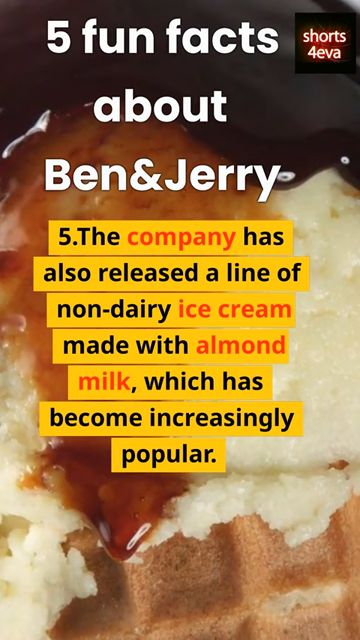 5 fun facts
shorts
4eva
about
Ben&Jerry
5.The company has
also released a line of
non-dairy ice cream
made with almond
milk, which has
become increasingly
popular.